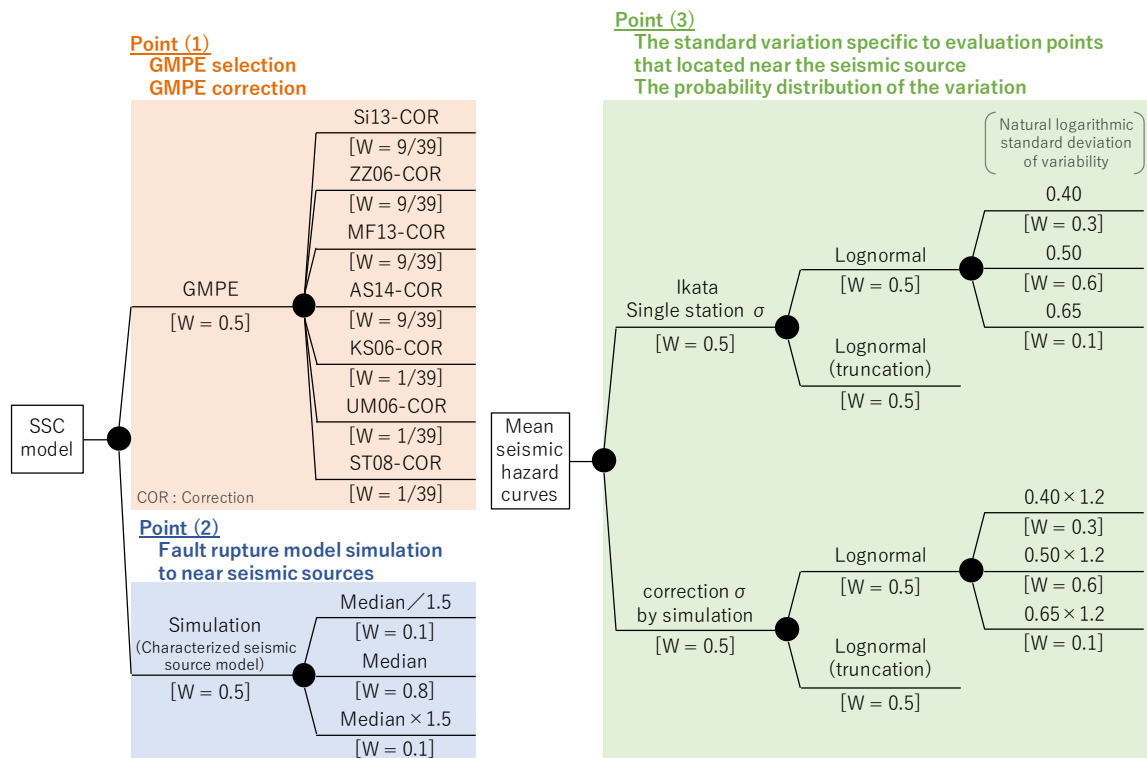 Point (1)
GMPE selection
GMPE correction
Si13-COR
[W = 9/39]
ZZ06-COR
[W = 9/39]
MF13-COR
[W = 9/39]
AS14-COR
[W = 9/39]
KS06-COR
[W = 1/39]
UM06-COR
[W = 1/39]
ST08-COR
[W = 1/39]
GMPE
[W = 0.5]
SSC
model
COR : Correction
Point (2)
Fault rupture model simulation
to near seismic sources
Simulation
(Characterized seismic
source model)
[W = 0.5]
Median／1.5
[W = 0.1]
Median
[W = 0.8]
Median × 1.5
[W = 0.1]
Point (3)
The standard variation specific to evaluation points
that located near the seismic source
The probability distribution of the variation
Natural logarithmic
standard deviation
of variability
Mean
seismic
hazard
curves
Ikata
Single station σ
[W = 0.5]
Lognormal
[W = 0.5]
0.40
[W = 0.3]
0.50
[W = 0.6]
0.65
[W = 0.1]
Lognormal
(truncation)
[W = 0.5]
correction σ
by simulation
[W = 0.5]
Lognormal
[W = 0.5]
0.40 × 1.2
[W = 0.3]
0.50 × 1.2
[W = 0.6]
0.65 × 1.2
[W = 0.1]
Lognormal
(truncation)
[W = 0.5]